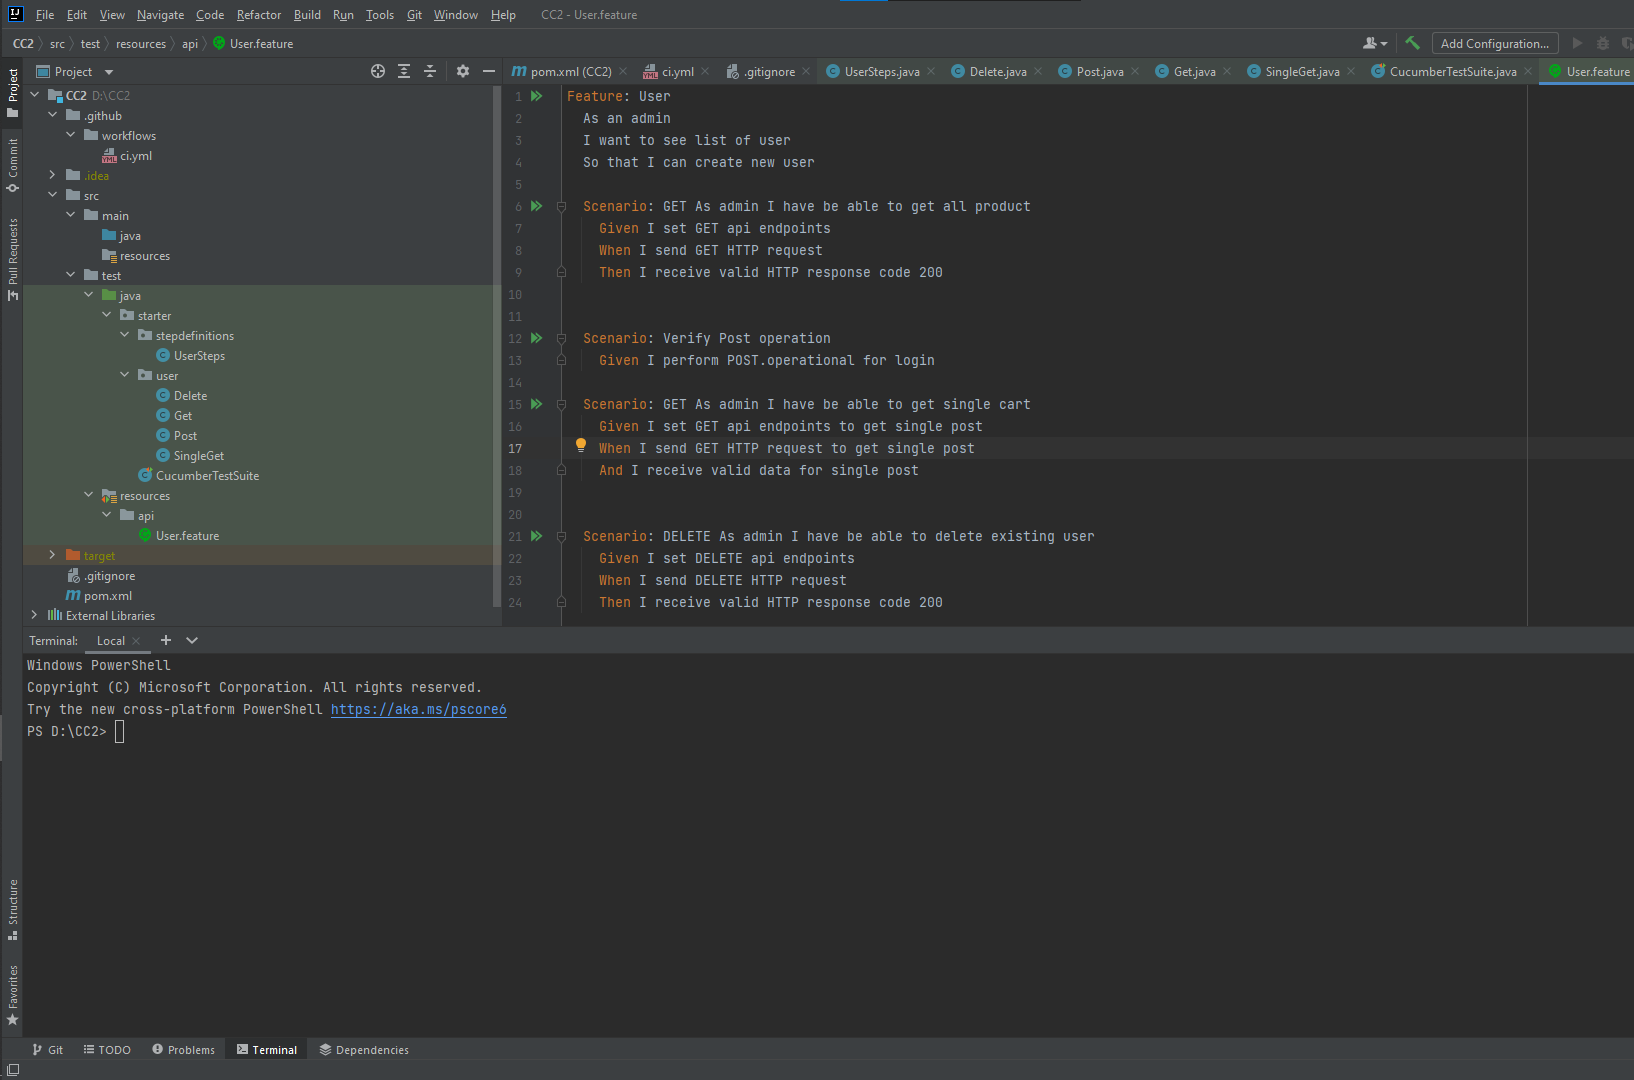 IJ File Edit View Navigate Code Refactor Build Run Tools Git Window Help CC2 - User.feature
CC2 src test resources api User.feature Add Configuration...
Project
Project
pom.xml (CC2) ci.yml .gitignore UserSteps.java Delete.java Post.java Get.java SingleGet.java CucumberTestSuite.java User.feature
Commit
Pull Requests
CC2 D:\CC2
.github
workflows
ci.yml
.idea
src
main
java
resources
test
java
starter
stepdefinitions
UserSteps
user
Delete
Get
Post
SingleGet
CucumberTestSuite
resources
api
User.feature
target
.gitignore
pom.xml
External Libraries
1 Feature: User
2 As an admin
3 I want to see list of user
4 So that I can create new user
5
6 Scenario: GET As admin I have be able to get all product
7 Given I set GET api endpoints
8 When I send GET HTTP request
9 Then I receive valid HTTP response code 200
10
11
12 Scenario: Verify Post operation
13 Given I perform POST.operational for login
14
15 Scenario: GET As admin I have be able to get single cart
16 Given I set GET api endpoints to get single post
17 When I send GET HTTP request to get single post
18 And I receive valid data for single post
19
20
21 Scenario: DELETE As admin I have be able to delete existing user
22 Given I set DELETE api endpoints
23 When I send DELETE HTTP request
24 Then I receive valid HTTP response code 200
Terminal: Local
Windows PowerShell
Copyright (C) Microsoft Corporation. All rights reserved.
Try the new cross-platform PowerShell https://aka.ms/pscore6
PS D:\CC2>
Structure
Favorites
Git TODO Problems Terminal Dependencies